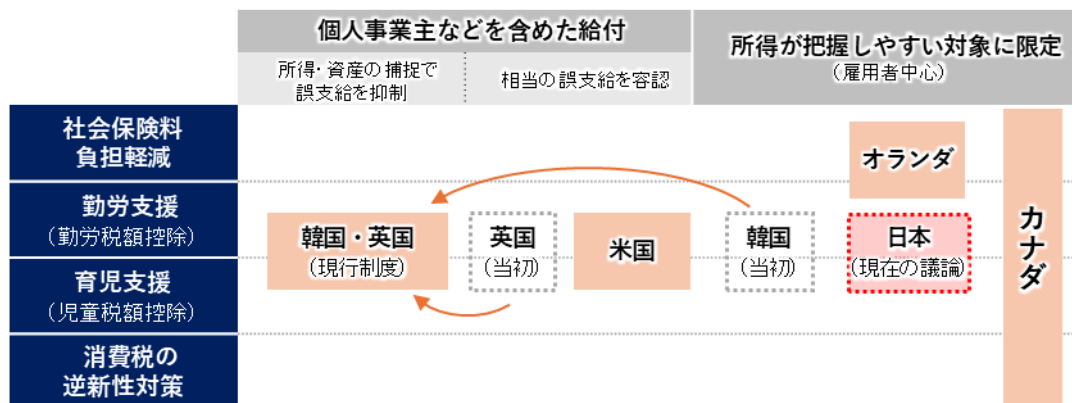 個人事業主などを含めた給付
所得が把握しやすい対象に限定
(雇用者中心)
所得・資産の捕捉で
誤支給を抑制
相当の誤支給を容認
社会保険料
負担軽減
オランダ
カナダ
勤労支援
(勤労税額控除)
韓国・英国
(現行制度)
英国
(当初)
米国
韓国
(当初)
日本
(現在の議論)
育児支援
(児童税額控除)
消費税の
逆新性対策